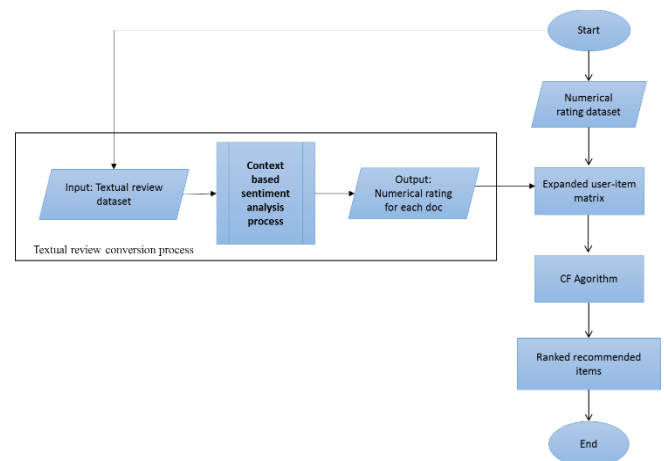 Start
Numerical
rating dataset
Input: Textual review
dataset
Context
based
sentiment
analysis
process
Output:
Numerical rating
for each doc
Expanded user-item
matrix
Textual review conversion process
CF Agorithm
Ranked recommended
items
End